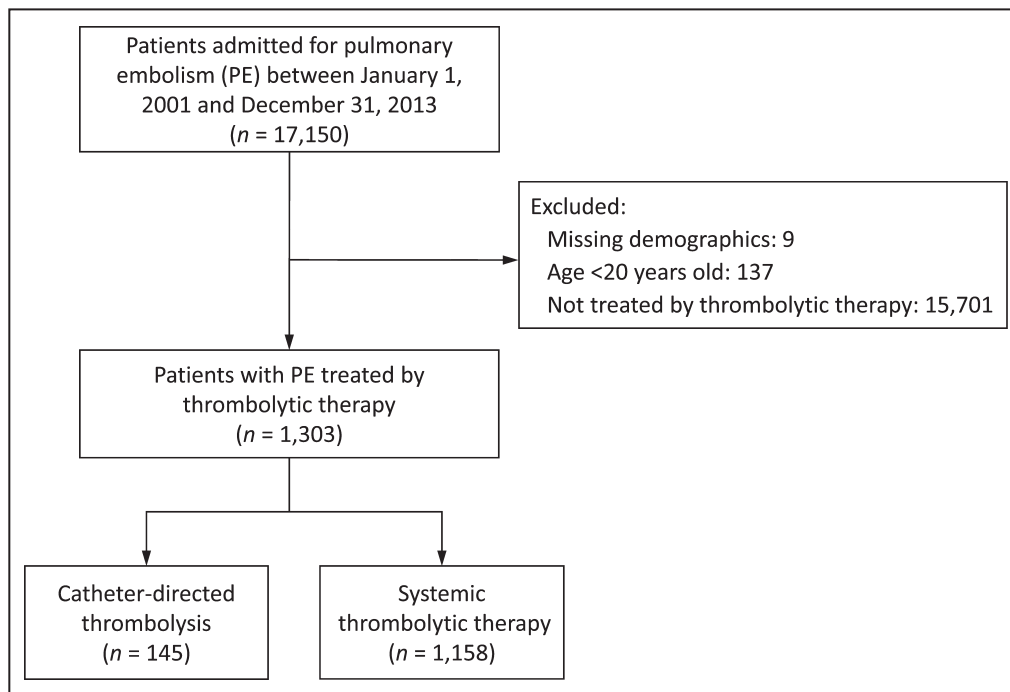 Patients admitted for pulmonary
embolism (PE) between January 1,
2001 and December 31, 2013
(n = 17,150)
Excluded:
Missing demographics: 9
Age <20 years old: 137
Not treated by thrombolytic therapy: 15,701
Patients with PE treated by
thrombolytic therapy
(n = 1,303)
Catheter-directed
thrombolysis
(n = 145)
Systemic
thrombolytic therapy
(n = 1,158)